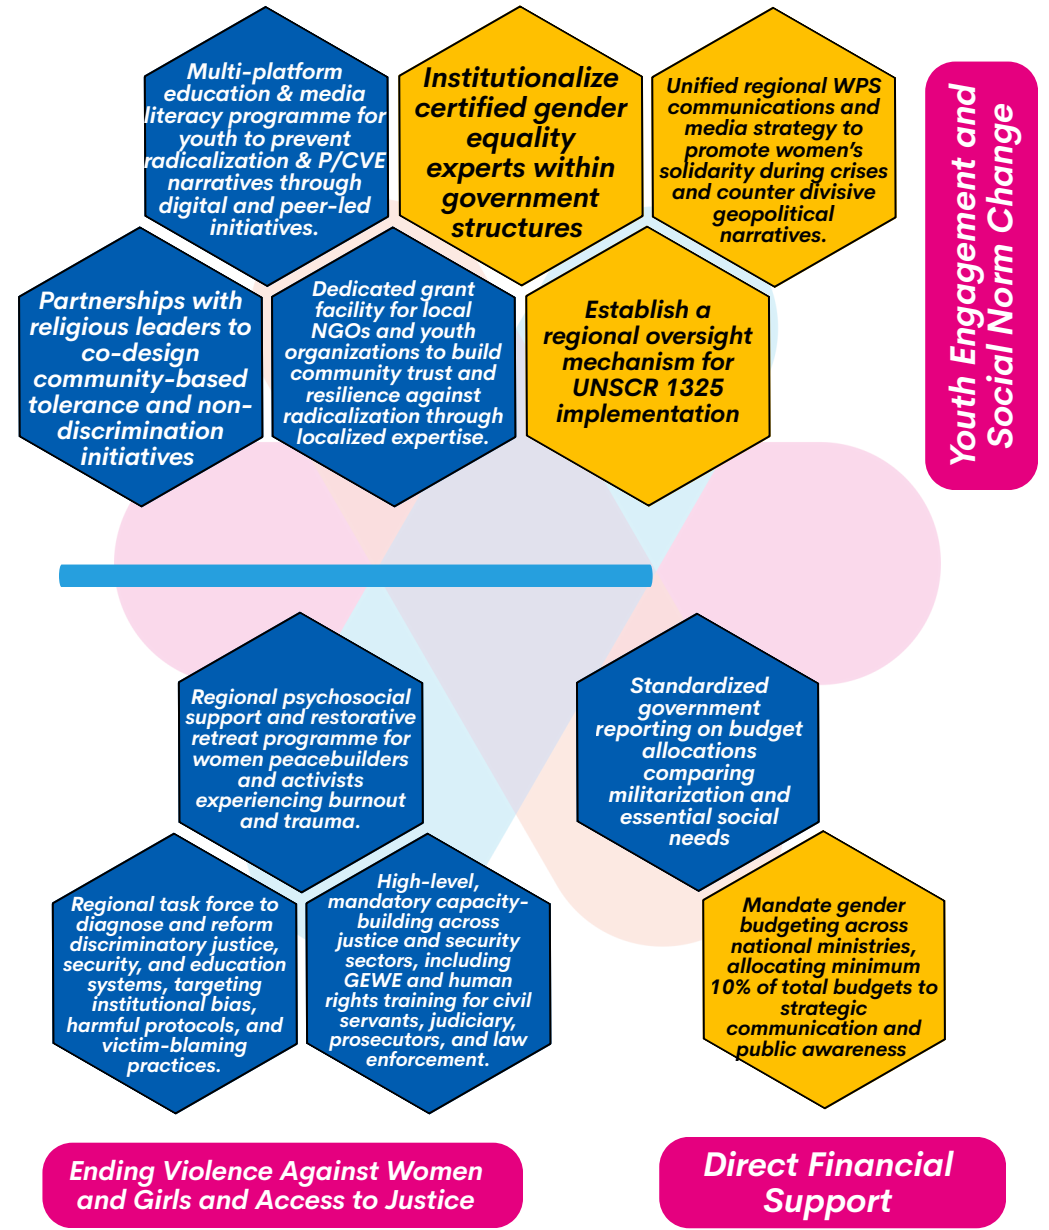 Multi-platform
education & media
literacy programme for
youth to prevent
radicalization & P/CVE
narratives through
digital and peer-led
initiatives.
Institutionalize
certified gender
equality
experts within
government
structures
Unified regional WPS
communications and
media strategy to
promote women's
solidarity during crises
and counter divisive
geopolitical
narratives.
Youth Engagement and
Social Norm Change
Partnerships with
religious leaders to
co-design
community-based
tolerance and non-
discrimination
initiatives
Dedicated grant
facility for local
NGOs and youth
organizations to build
community trust and
resilience against
radicalization through
localized expertise.
Establish a
regional oversight
mechanism for
UNSCR 1325
implementation
Regional psychosocial
support and restorative
retreat programme for
women peacebuilders
and activists
experiencing burnout
and trauma.
Standardized
government
reporting on budget
allocations
comparing
militarization and
essential social
needs
Regional task force to
diagnose and reform
discriminatory justice,
security, and education
systems, targeting
institutional bias,
harmful protocols, and
victim-blaming
practices.
High-level,
mandatory capacity-
building across
justice and security
sectors, including
GEWE and human
rights training for civil
servants, judiciary,
prosecutors, and law
enforcement.
Mandate gender
budgeting across
national ministries,
allocating minimum
10% of total budgets to
strategic
communication and
public awareness
Ending Violence Against Women
and Girls and Access to Justice
Direct Financial
Support